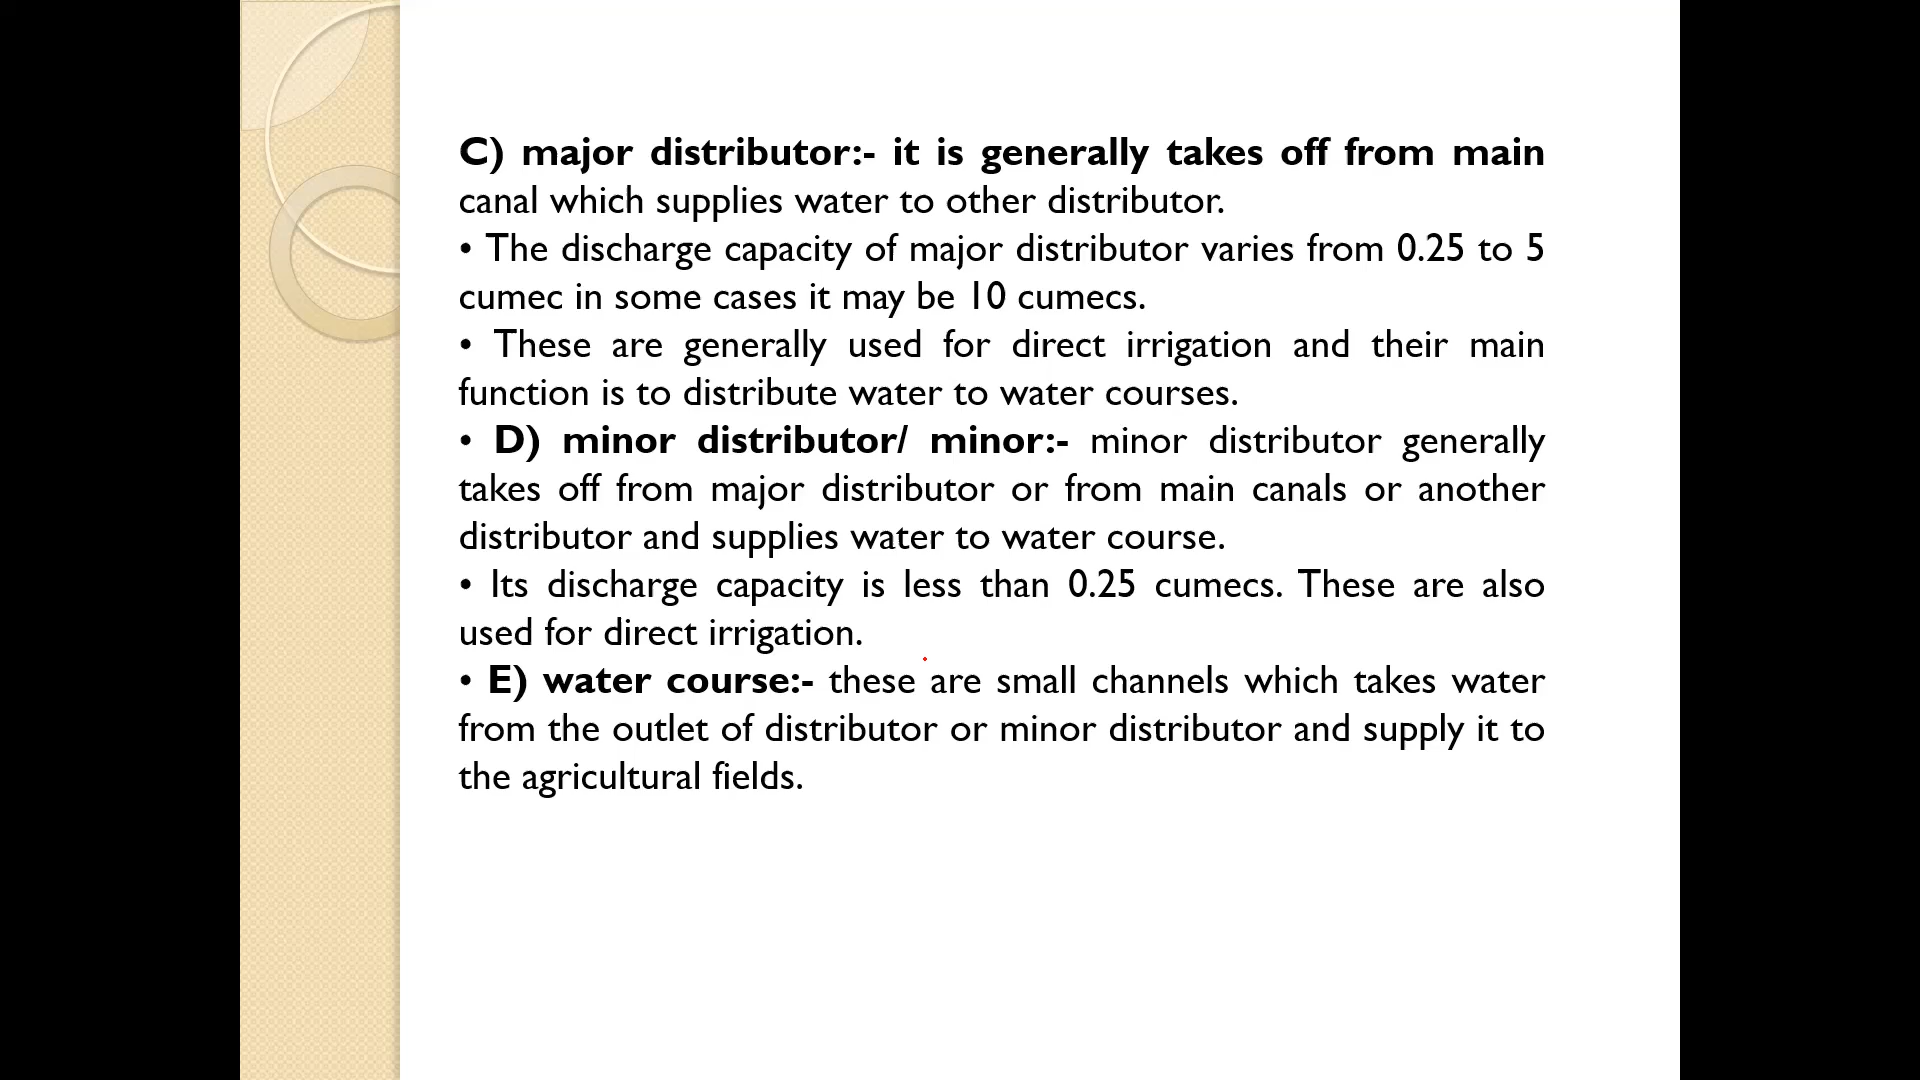 C) major distributor:- it is generally takes off from main
canal which supplies water to other distributor.
• The discharge capacity of major distributor varies from 0.25 to 5
cumec in some cases it may be 10 cumecs.
• These are generally used for direct irrigation and their main
function is to distribute water to water courses.
• D) minor distributor/ minor:- minor distributor generally
takes off from major distributor or from main canals or another
distributor and supplies water to water course.
• Its discharge capacity is less than 0.25 cumecs. These are also
used for direct irrigation.
• E) water course:- these are small channels which takes water
from the outlet of distributor or minor distributor and supply it to
the agricultural fields.